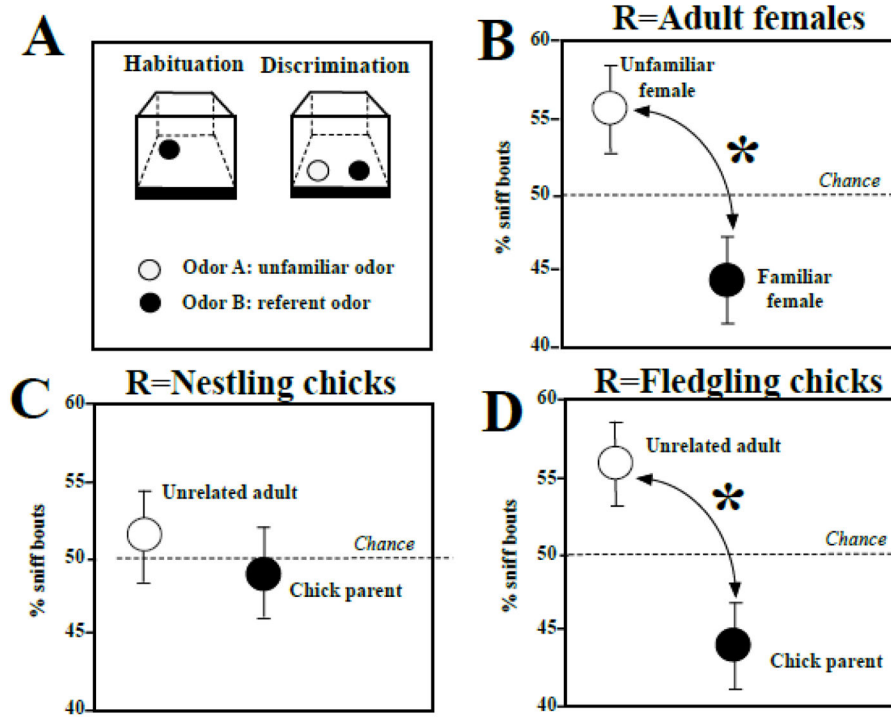 A
Habituation Discrimination
Odor A: unfamiliar odor
Odor B: referent odor
B
R=Adult females
% sniff bouts
60
55
50
45
40
Unfamiliar
female
*
Chance
Familiar
female
C
R=Nestling chicks
% sniff bouts
60
55
50
45
40
Unrelated adult
Chance
Chick parent
D
R=Fledgling chicks
% sniff bouts
60
55
50
45
40
Unrelated adult
*
Chance
Chick parent